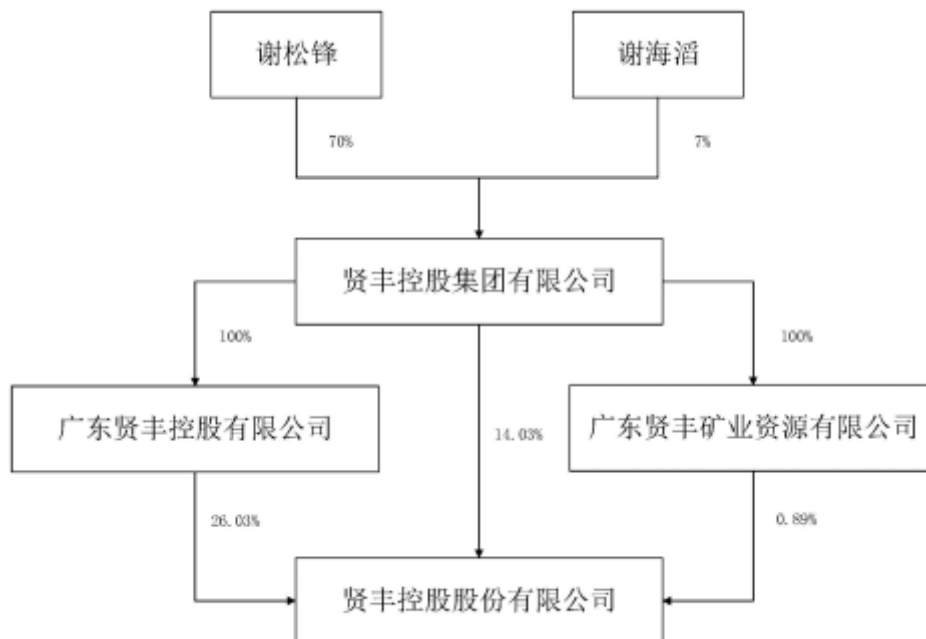 谢松锋
谢海滔
70%
7%
贤丰控股集团有限公司
100%
100%
广东贤丰控股有限公司
14.03%
广东贤丰矿业资源有限公司
26.03%
0.89%
贤丰控股股份有限公司